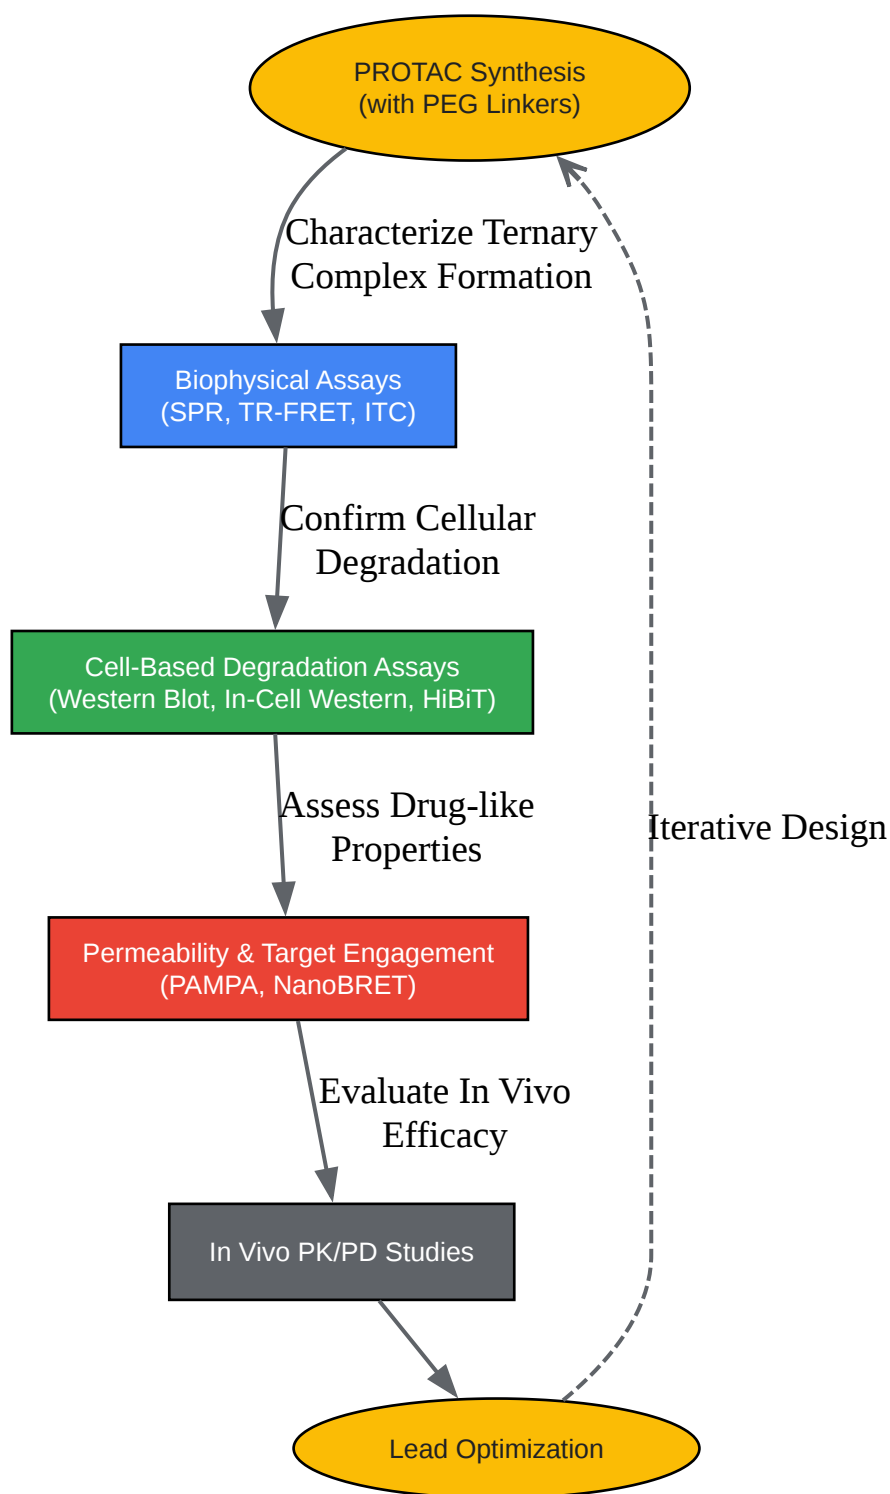 PROTAC Synthesis
(with PEG Linkers)
Characterize Ternary
Complex Formation
Biophysical Assays
(SPR, TR-FRET, ITC)
Confirm Cellular
Degradation
Cell-Based Degradation Assays
(Western Blot, In-Cell Western, HiBiT)
Assess Drug-like
Properties
Iterative Design
Permeability & Target Engagement
(PAMPA, NanoBRET)
Evaluate In Vivo
Efficacy
In Vivo PK/PD Studies
Lead Optimization